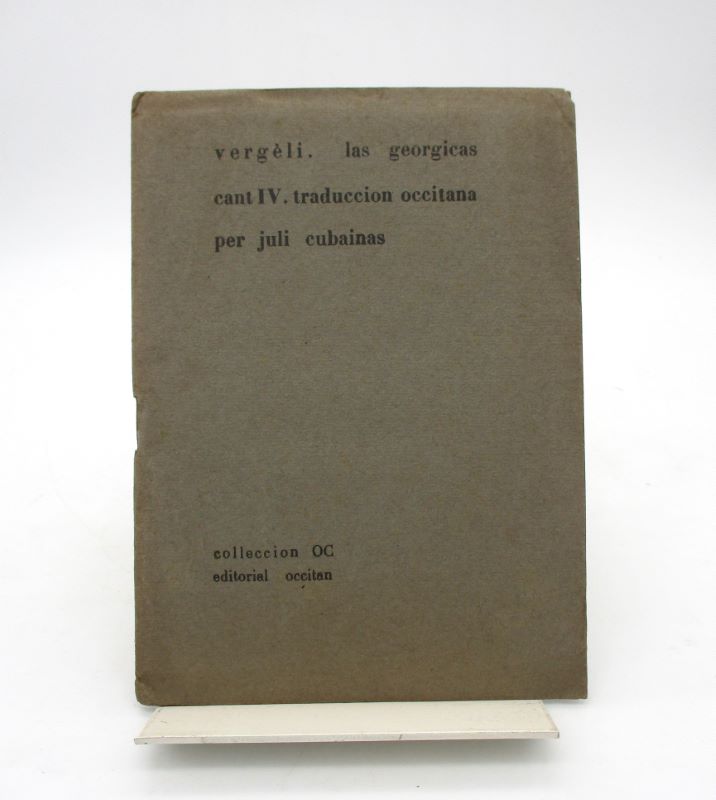 vergèli. las georgicas
cant IV. traduccion occitana
per juli cubainas
colleccion OC
editorial occitan